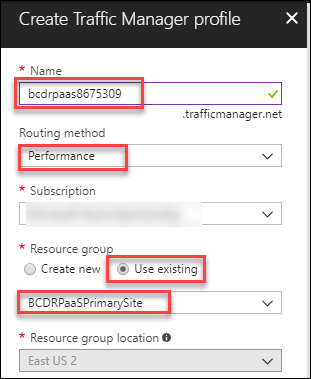 Create Traffic Manager profile
* Name
bcdrpaas8675309
.trafficmanager.net
Routing method
Performance
* Subscription
* Resource group
Create new Use existing
BCDRPaaSPrimarySite
* Resource group location
East US 2